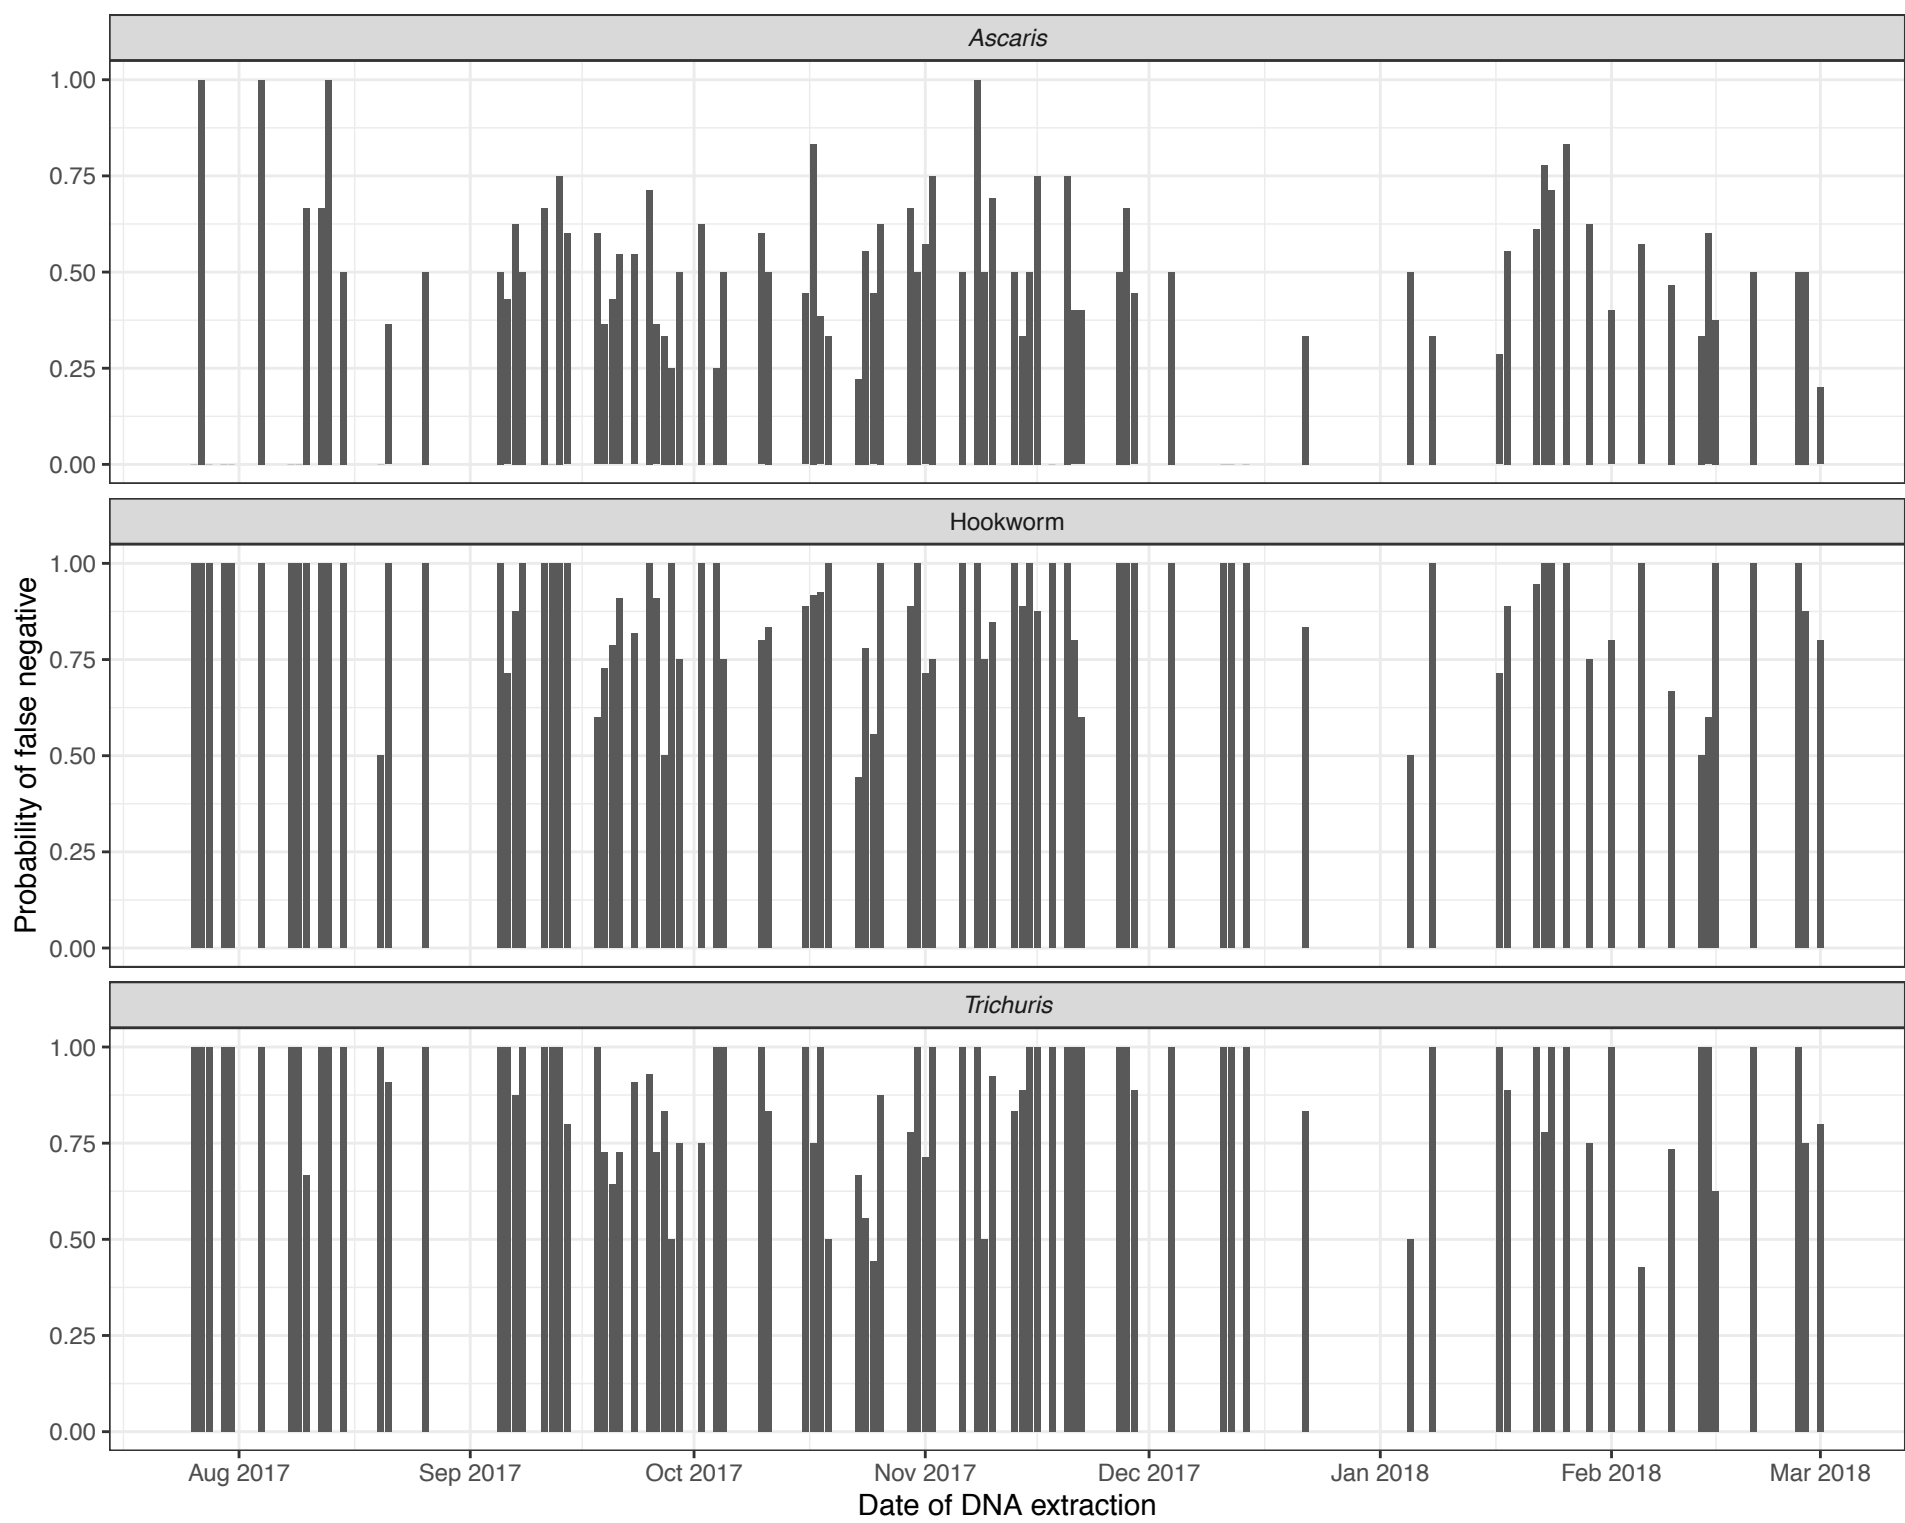 Ascaris
1.00
0.75
0.50
0.25
0.00
Hookworm
1.00
0.75
0.50
0.25
0.00
Probability of false negative
Trichuris
1.00
0.75
0.50
0.25
0.00
Aug 2017 Sep 2017 Oct 2017 Nov 2017 Dec 2017 Jan 2018 Feb 2018 Mar 2018
Date of DNA extraction